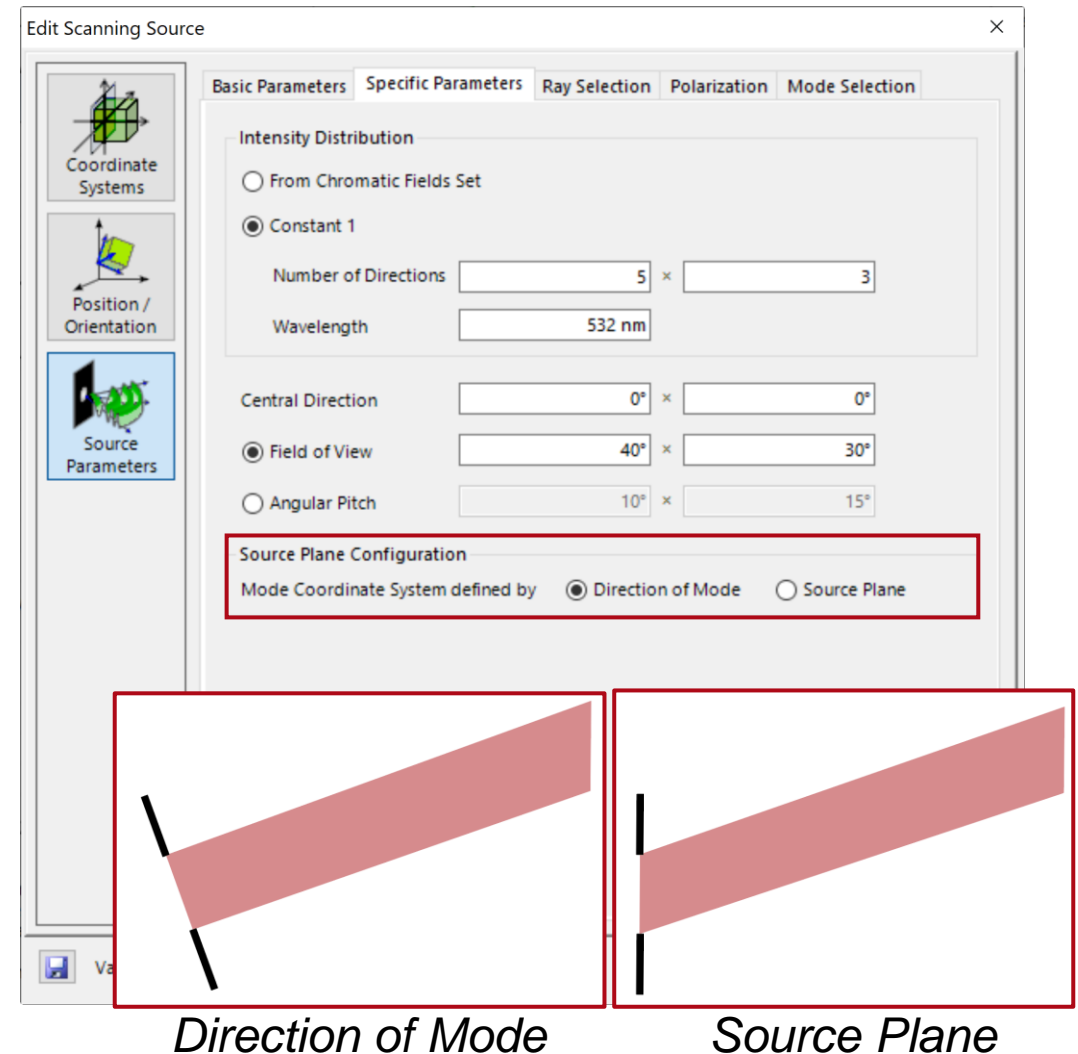 Edit Scanning Source
Basic Parameters Specific Parameters Ray Selection Polarization Mode Selection
Coordinate
Systems
Position /
Orientation
Source
Parameters
Intensity Distribution
From Chromatic Fields Set
Constant 1
Number of Directions 5 × 3
Wavelength 532 nm
Central Direction 0° × 0°
Field of View 40° × 30°
Angular Pitch 10° × 15°
Source Plane Configuration
Mode Coordinate System defined by Direction of Mode Source Plane
Direction of Mode Source Plane